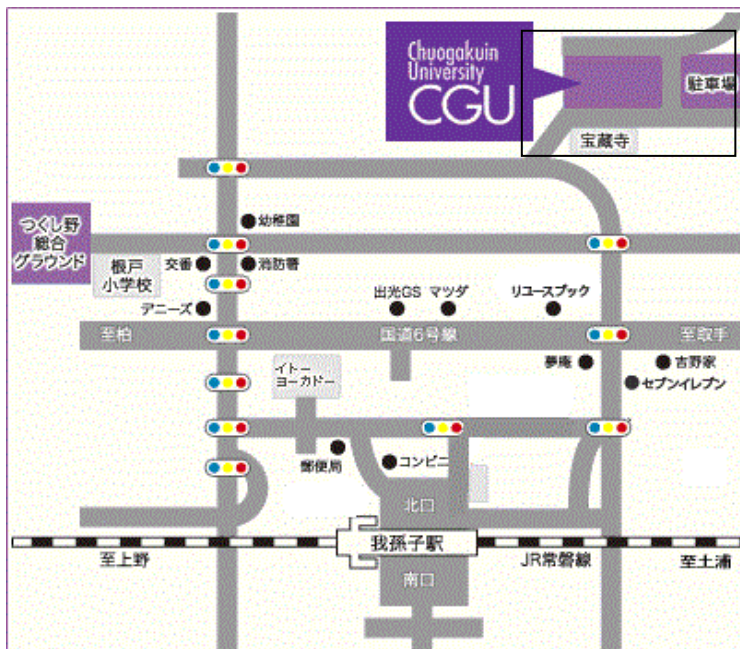 Chuogakuin
University
CGU
駐車場
宝蔵寺
幼稚園
つくし野
総合
グラウンド
根戸
小学校
交番
消防署
デニーズ
出光GS
マツダ
リユースブック
至柏
国道6号線
至取手
夢庵
吉野家
セブンイレブン
イトー
ヨーカドー
郵便局
コンビニ
北口
我孫子駅
至上野
JR常磐線
至土浦
南口